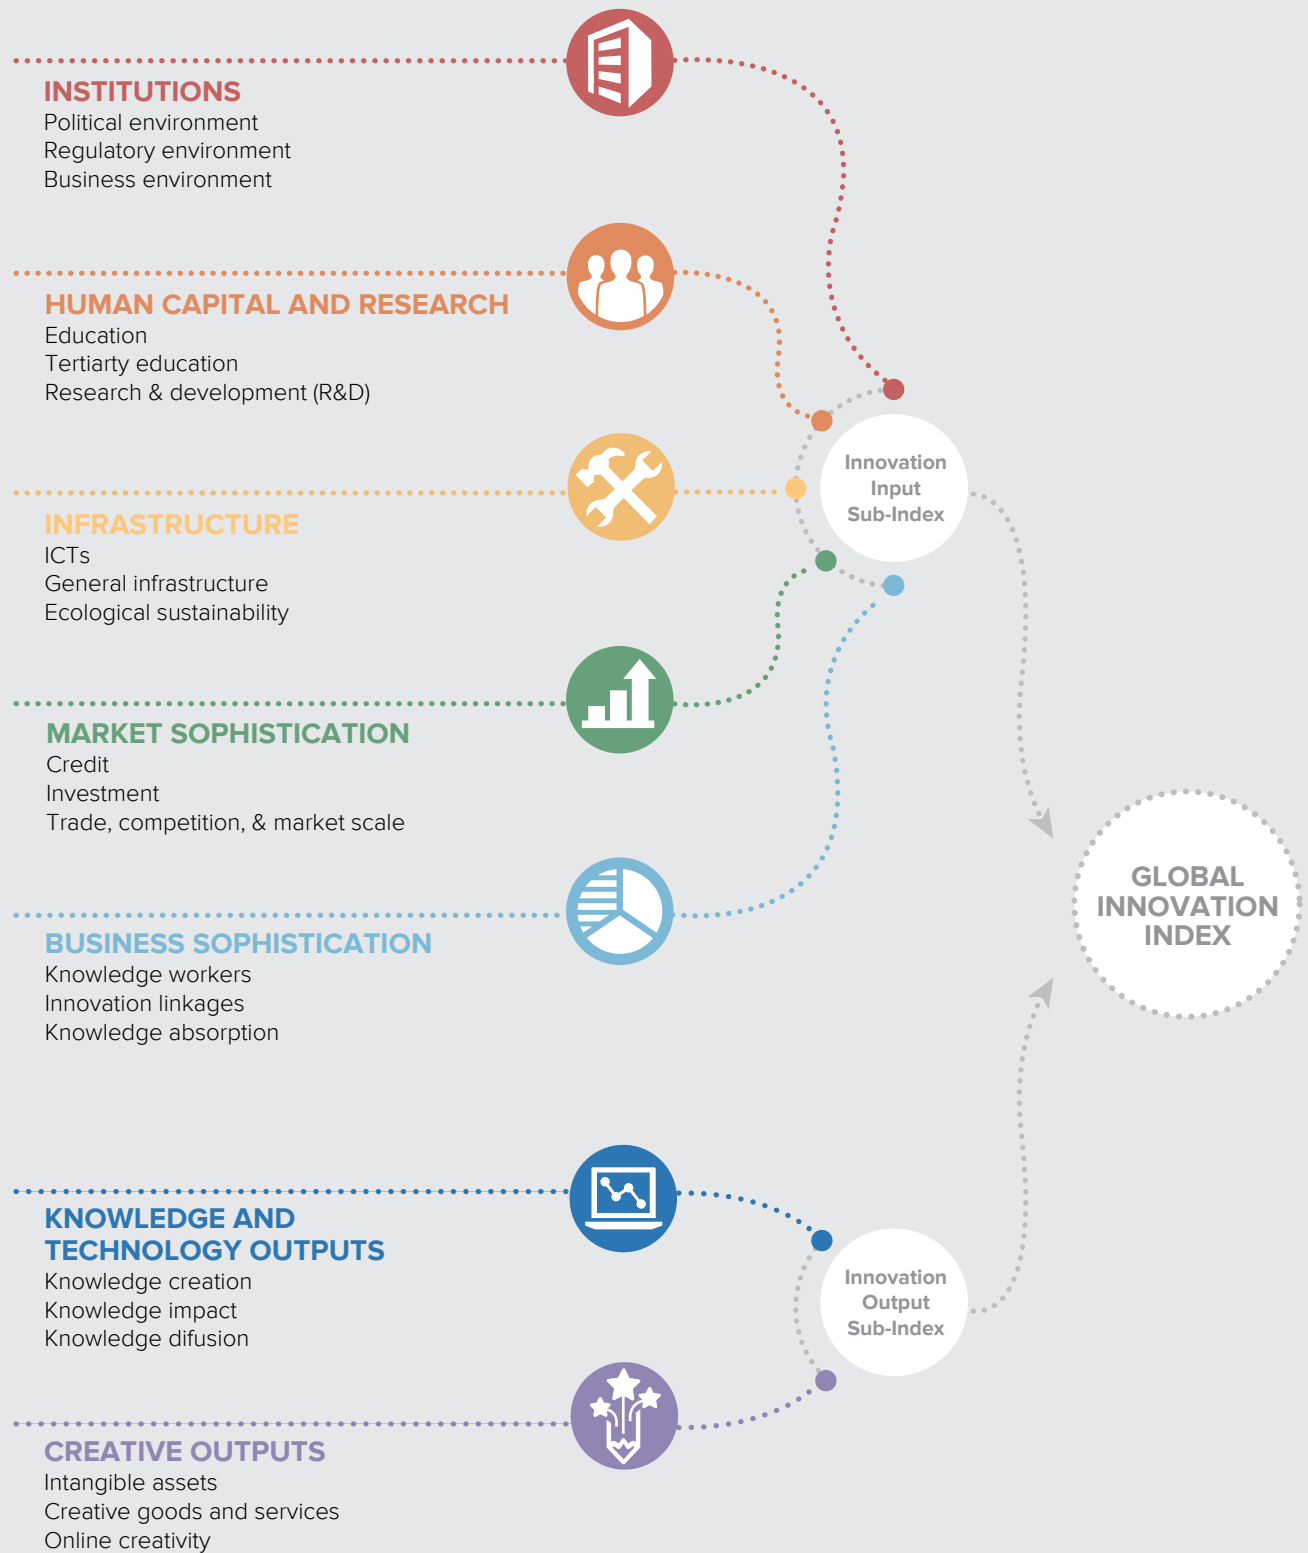 INSTITUTIONS
Political environment
Regulatory environment
Business environment
HUMAN CAPITAL AND RESEARCH
Education
Tertiarty education
Research & development (R&D)
INFRASTRUCTURE
ICTs
General infrastructure
Ecological sustainability
MARKET SOPHISTICATION
Credit
Investment
Trade, competition, & market scale
BUSINESS SOPHISTICATION
Knowledge workers
Innovation linkages
Knowledge absorption
KNOWLEDGE AND
TECHNOLOGY OUTPUTS
Knowledge creation
Knowledge impact
Knowledge difusion
CREATIVE OUTPUTS
Intangible assets
Creative goods and services
Online creativity
Innovation
Input
Sub-Index
Innovation
Output
Sub-Index
GLOBAL
INNOVATION
INDEX